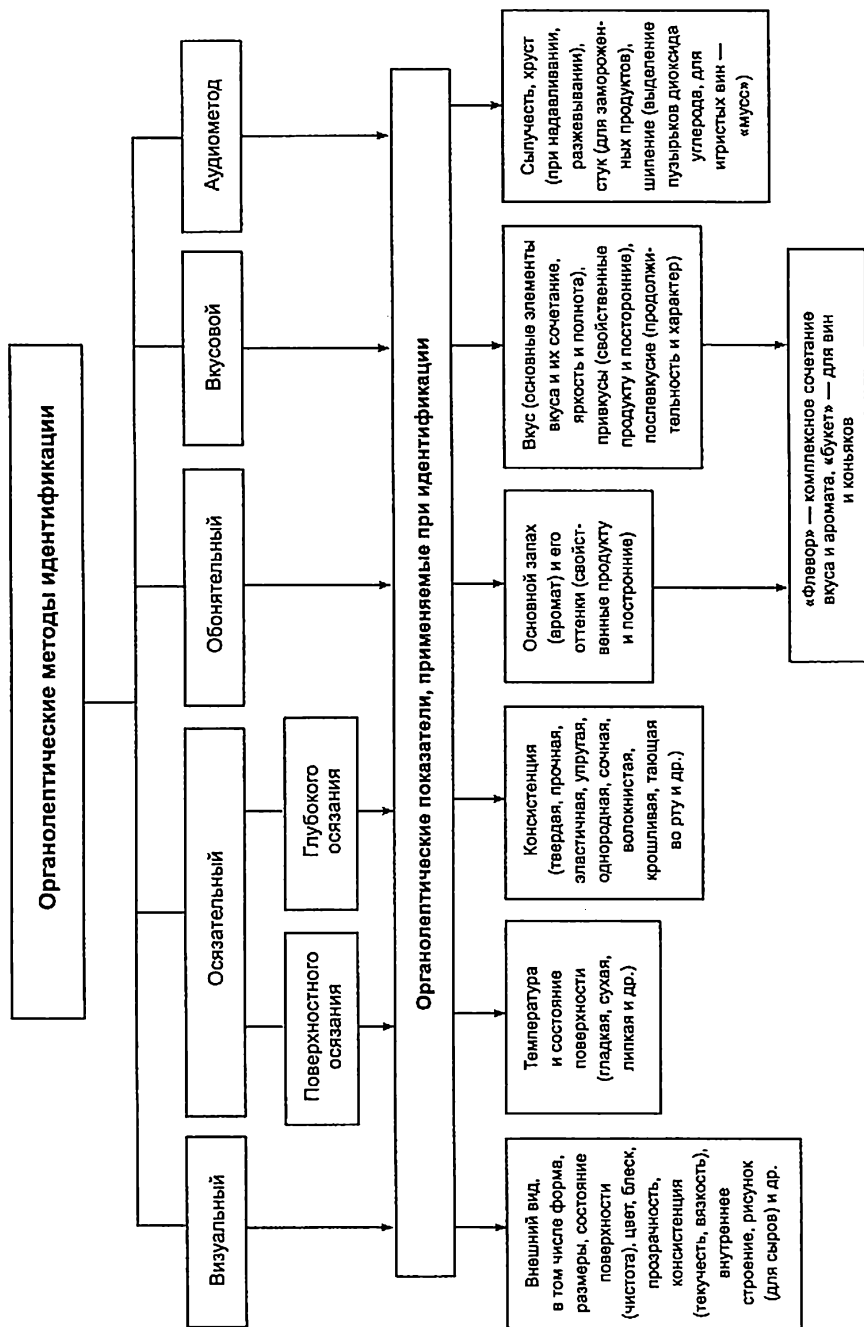 Органолептические методы идентификации
Визуальный
Осязательный
Обонятельный
Вкусовой
Аудиометод
Поверхностного
осязания
Глубокого
осязания
Органолептические показатели, применяемые при идентификации
Внешний вид,
в том числе форма,
размеры, состояние
поверхности
(чистота), цвет, блеск,
прозрачность,
консистенция
(текучесть, вязкость),
внутреннее
строение, рисунок
(для сыров) и др.
Температура
и состояние
поверхности
(гладкая, сухая,
липкая и др.)
Консистенция
(твердая, прочная,
эластичная, упругая,
однородная, сочная,
волокнистая,
крошливая, тающая
во рту и др.)
Основной запах
(аромат) и его
оттенки (свойст-
венные продукту
и постронние)
Вкус (основные элементы
вкуса и их сочетание,
яркость и полнота),
привкусы (свойственные
продукту и посторонние),
послевкусие (продолжи-
тельность и характер)
Сыпучесть, хруст
(при надавливании,
разжевывании),
стук (для заморожен-
ных продуктов),
шипение (выделение
пузырьков диоксида
углерода, для
игристых вин —
«мусс»)
«Флевор» — комплексное сочетание
вкуса и аромата, «букет» — для вин
и коньяков